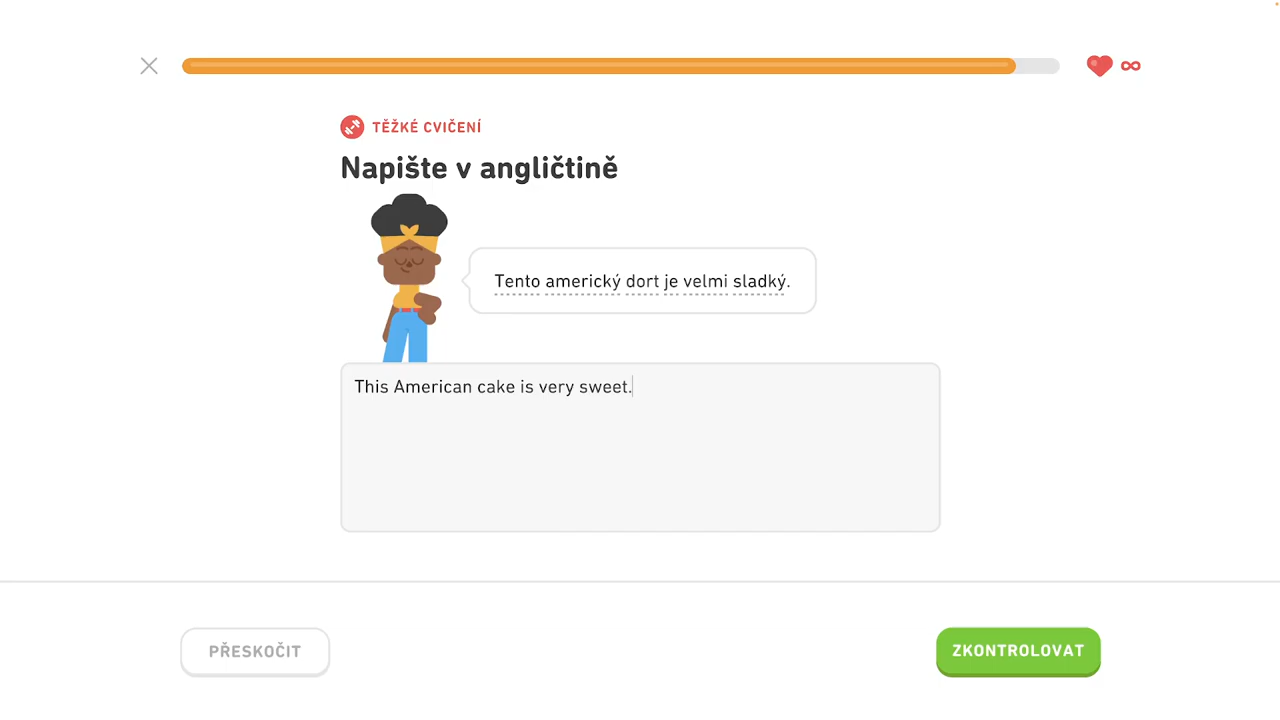 ∞
TĚŽKÉ CVIČENÍ
Napište v angličtině
Tento americký dort je velmi sladký.
This American cake is very sweet.
PŘESKOČIT
ZKONTROLOVAT